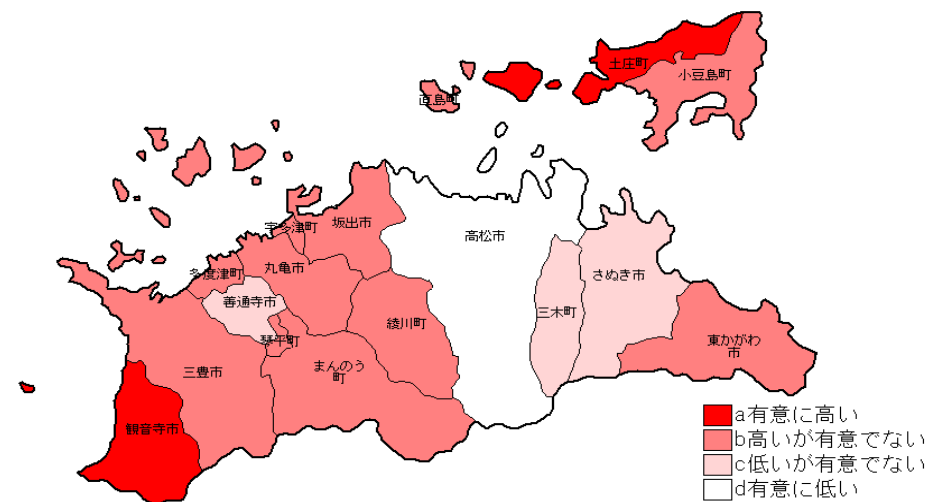 土庄町
小豆島町
直島町
宇多津町
坂出市
高松市
多度津町
丸亀市
さぬき市
善通寺市
三木町
綾川町
琴平町
東かがわ
市
まんのう
町
三豊市
観音寺市
a有意に高い
b高いが有意でない
c低いが有意でない
d有意に低い